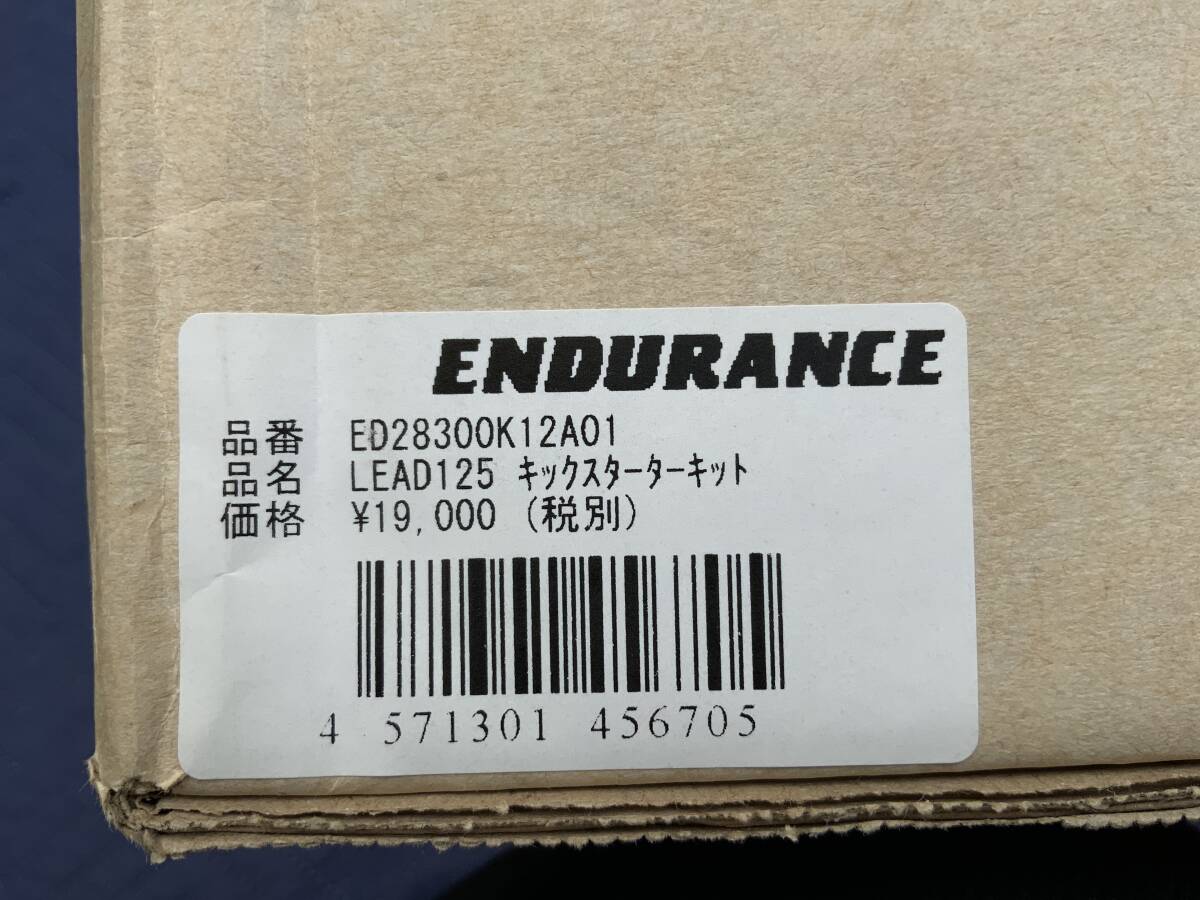 ENDURANCE
品番 ED28300K12A01
品名 LEAD125 ｷｯｸｽﾀｰﾀｰｷｯﾄ
価格 ¥19,000 (税別)
4 571301 456705